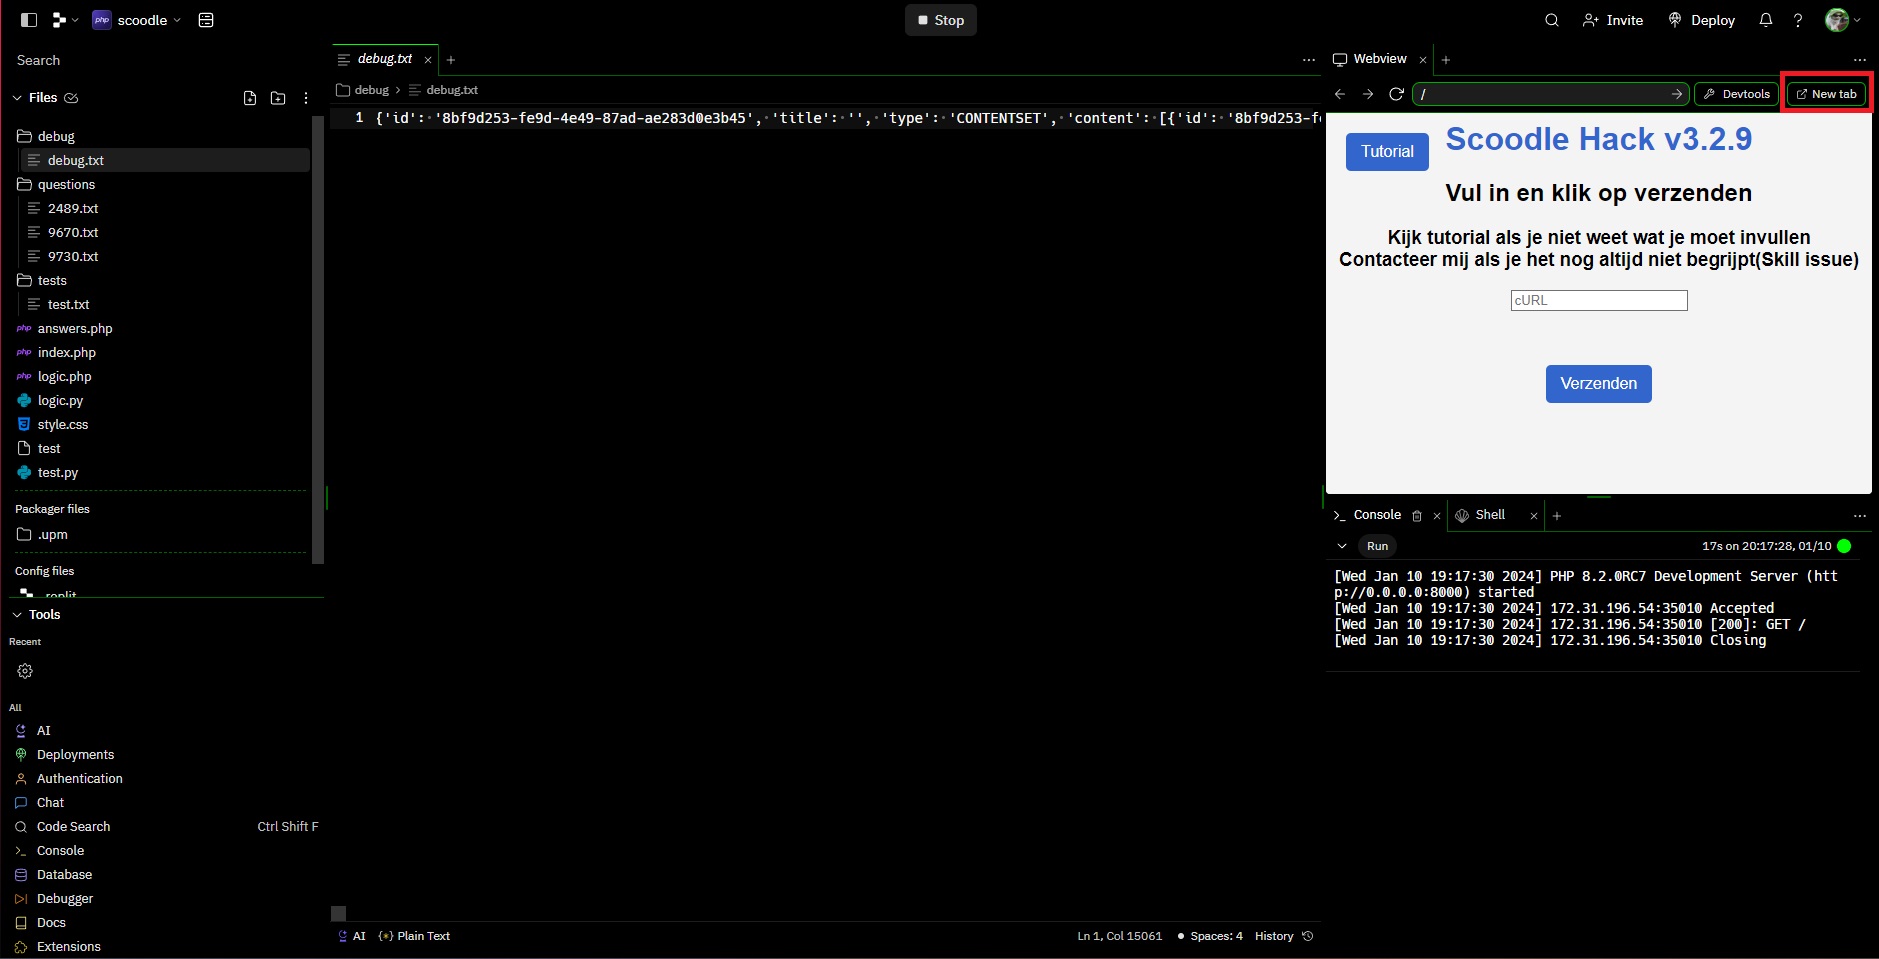 scoodle
Stop
Invite
Deploy
Search
Files
debug
debug.txt
questions
2489.txt
9670.txt
9730.txt
tests
test.txt
answers.php
index.php
logic.php
logic.py
style.css
test
test.py
Packager files
.upm
Config files
.replit
Tools
Recent
All
AI
Deployments
Authentication
Chat
Code Search Ctrl Shift F
Console
Database
Debugger
Docs
Extensions
debug.txt
debug > debug.txt
1 {'id': '8bf9d253-fe9d-4e49-87ad-ae283d0e3b45', 'title': '', 'type': 'CONTENTSET', 'content': [{'id': '8bf9d253-f
AI {*} Plain Text
Ln 1, Col 15061 Spaces: 4 History
Webview
/ Devtools New tab
Tutorial
Scoodle Hack v3.2.9
Vul in en klik op verzenden
Kijk tutorial als je niet weet wat je moet invullen
Contacteer mij als je het nog altijd niet begrijpt(Skill issue)
cURL
Verzenden
Console Shell
Run 17s on 20:17:28, 01/10
[Wed Jan 10 19:17:30 2024] PHP 8.2.0RC7 Development Server (htt
p://0.0.0.0:8000) started
[Wed Jan 10 19:17:30 2024] 172.31.196.54:35010 Accepted
[Wed Jan 10 19:17:30 2024] 172.31.196.54:35010 [200]: GET /
[Wed Jan 10 19:17:30 2024] 172.31.196.54:35010 Closing